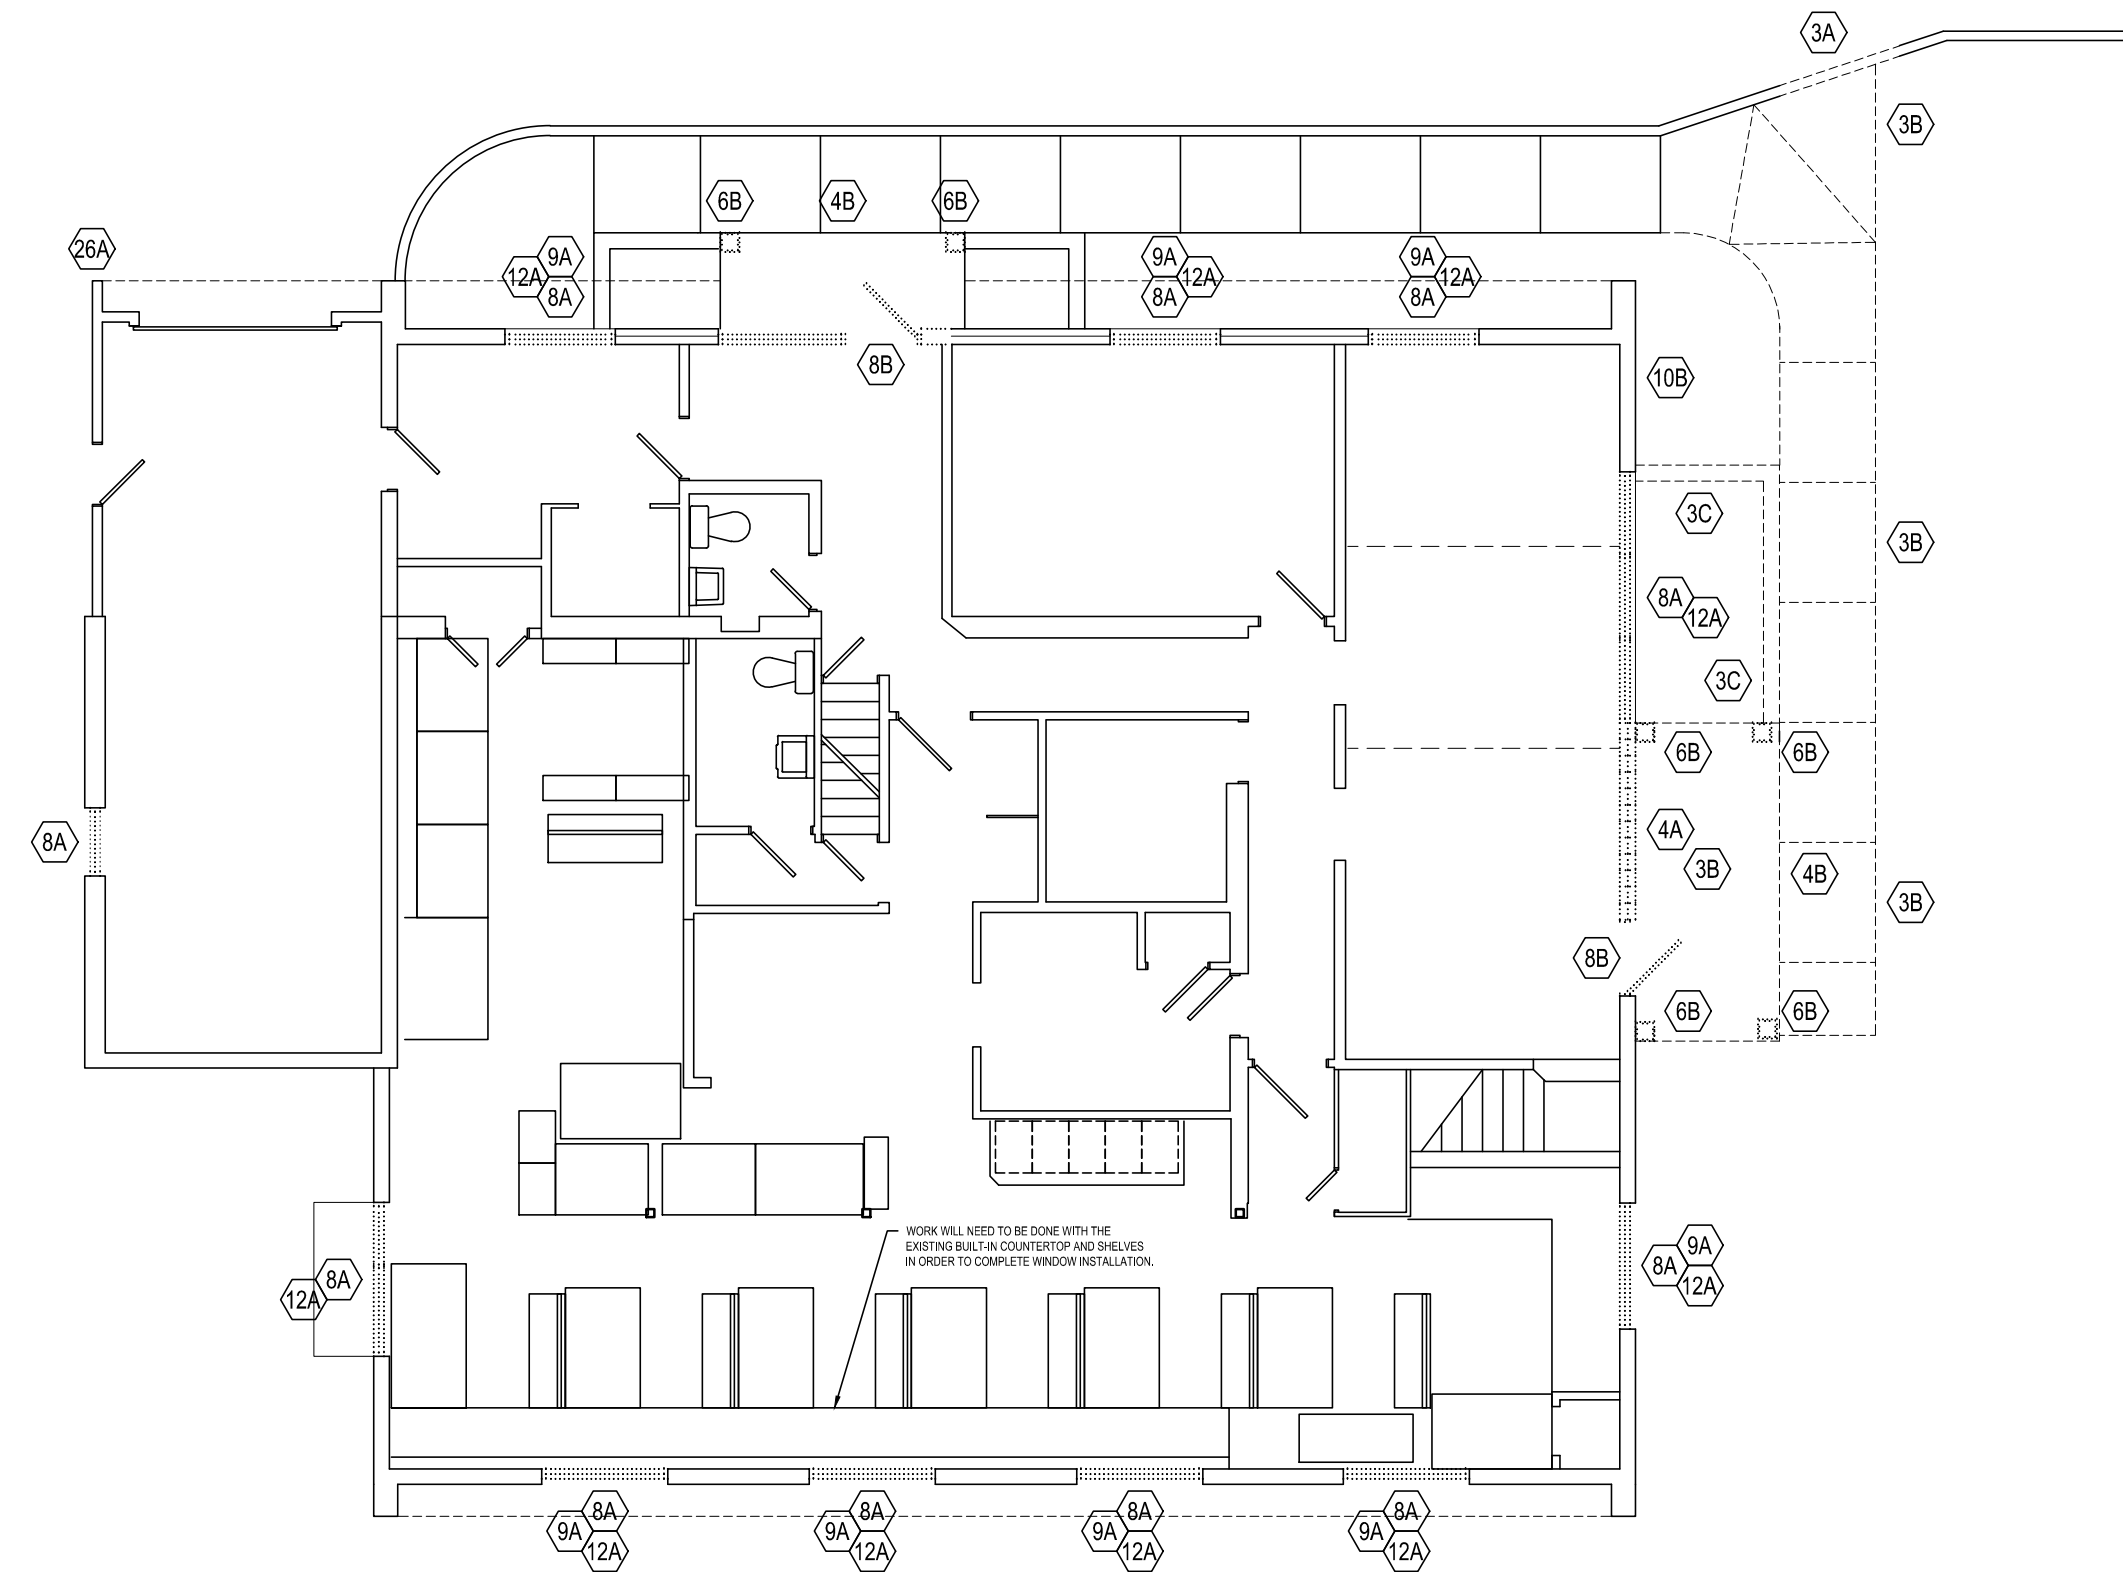 3A
3B
6B
4B
6B
26A
9A
12A
8A
9A
12A
8A
9A
12A
8A
8B
10B
3C
3B
8A
12A
3C
6B
6B
8A
4A
3B
4B
3B
8B
6B
6B
WORK WILL NEED TO BE DONE WITH THE
EXISTING BUILT-IN COUNTERTOP AND SHELVES
IN ORDER TO COMPLETE WINDOW INSTALLATION.
8A
12A
9A
8A
12A
8A
9A
12A
8A
9A
12A
8A
9A
12A
8A
9A
12A